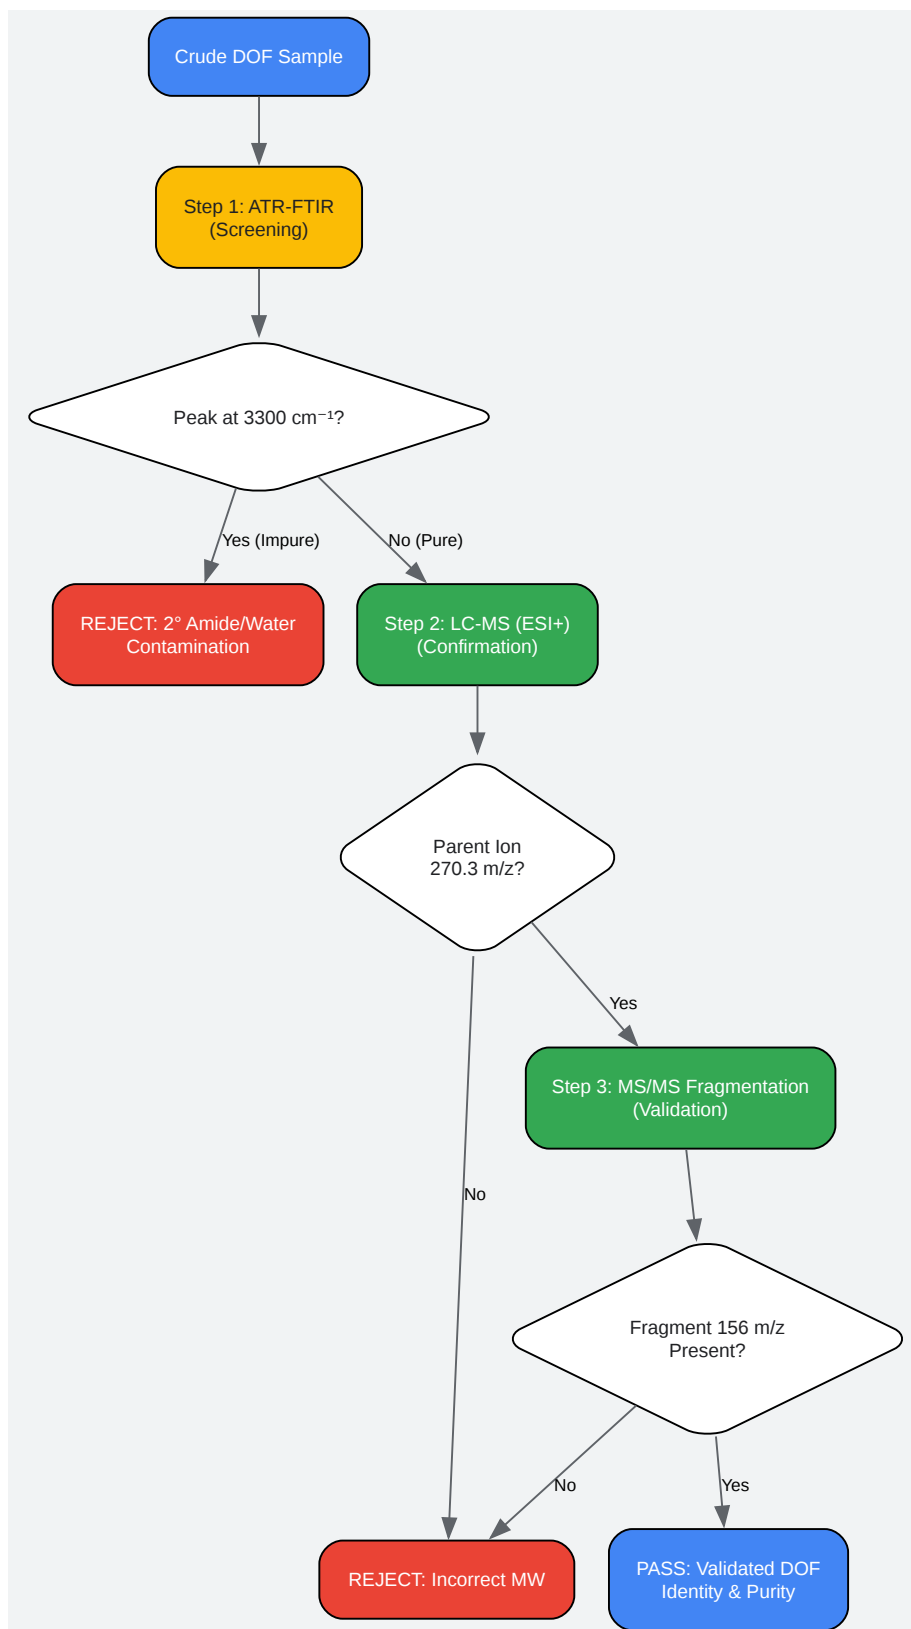 Crude DOF Sample
Step 1: ATR-FTIR
(Screening)
Peak at 3300 cm⁻¹?
Yes (Impure)
No (Pure)
REJECT: 2° Amide/Water
Contamination
Step 2: LC-MS (ESI+)
(Confirmation)
Parent Ion
270.3 m/z?
Yes
Step 3: MS/MS Fragmentation
(Validation)
No
Fragment 156 m/z
Present?
No
Yes
REJECT: Incorrect MW
PASS: Validated DOF
Identity & Purity